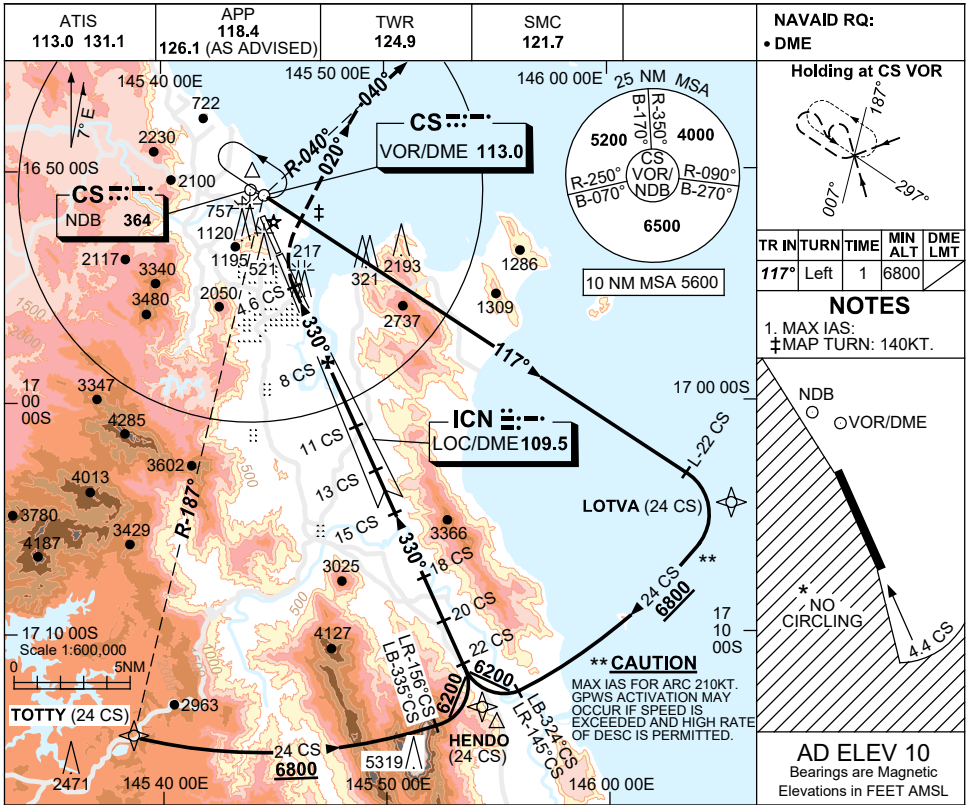 ATIS
113.0 131.1
APP
118.4
126.1 (AS ADVISED)
TWR
124.9
SMC
121.7
NAVAID RQ:
• DME
145 40 00E
145 50 00E
146 00 00E
7° E
722
2230
16 50 00S
2100
CS
NDB 364
CS
VOR/DME 113.0
R-040°
040°
020°
‡
757
1120
1195
521
217
2117
3340
3480
2050
4.6 CS
330°
321
2193
2737
1286
1309
25 NM MSA
5200
B-170°
R-350°
4000
CS
VOR/
NDB
R-250°
B-070°
R-090°
B-270°
6500
10 NM MSA 5600
1500
2000
17
00
00S
3347
4285
3602
4013
3780
4187
3429
500
R-187°
8 CS
11 CS
13 CS
15 CS
ICN
LOC/DME 109.5
117°
17 00 00S
L-22 CS
LOTVA (24 CS)
330°
18 CS
3366
20 CS
22 CS
**
24 CS
6800
3025
500
4127
17
10
00S
17 10 00S
Scale 1:600,000
0
5NM
1000
TOTTY (24 CS)
2963
2471
24 CS
6800
LR-156°CS
LB-335°CS
6200
6200
LB-324°CS
LR-145°CS
HENDO
(24 CS)
5319
**CAUTION
MAX IAS FOR ARC 210KT.
GPWS ACTIVATION MAY
OCCUR IF SPEED IS
EXCEEDED AND HIGH RATE
OF DESC IS PERMITTED.
145 40 00E
145 50 00E
146 00 00E
Holding at CS VOR
187°
007°
297°
TR IN TURN TIME MIN ALT DME LMT
117° Left 1 6800
NOTES
1. MAX IAS:
‡MAP TURN: 140KT.
NDB
VOR/DME
* NO
CIRCLING
4.4 CS
AD ELEV 10
Bearings are Magnetic
Elevations in FEET AMSL